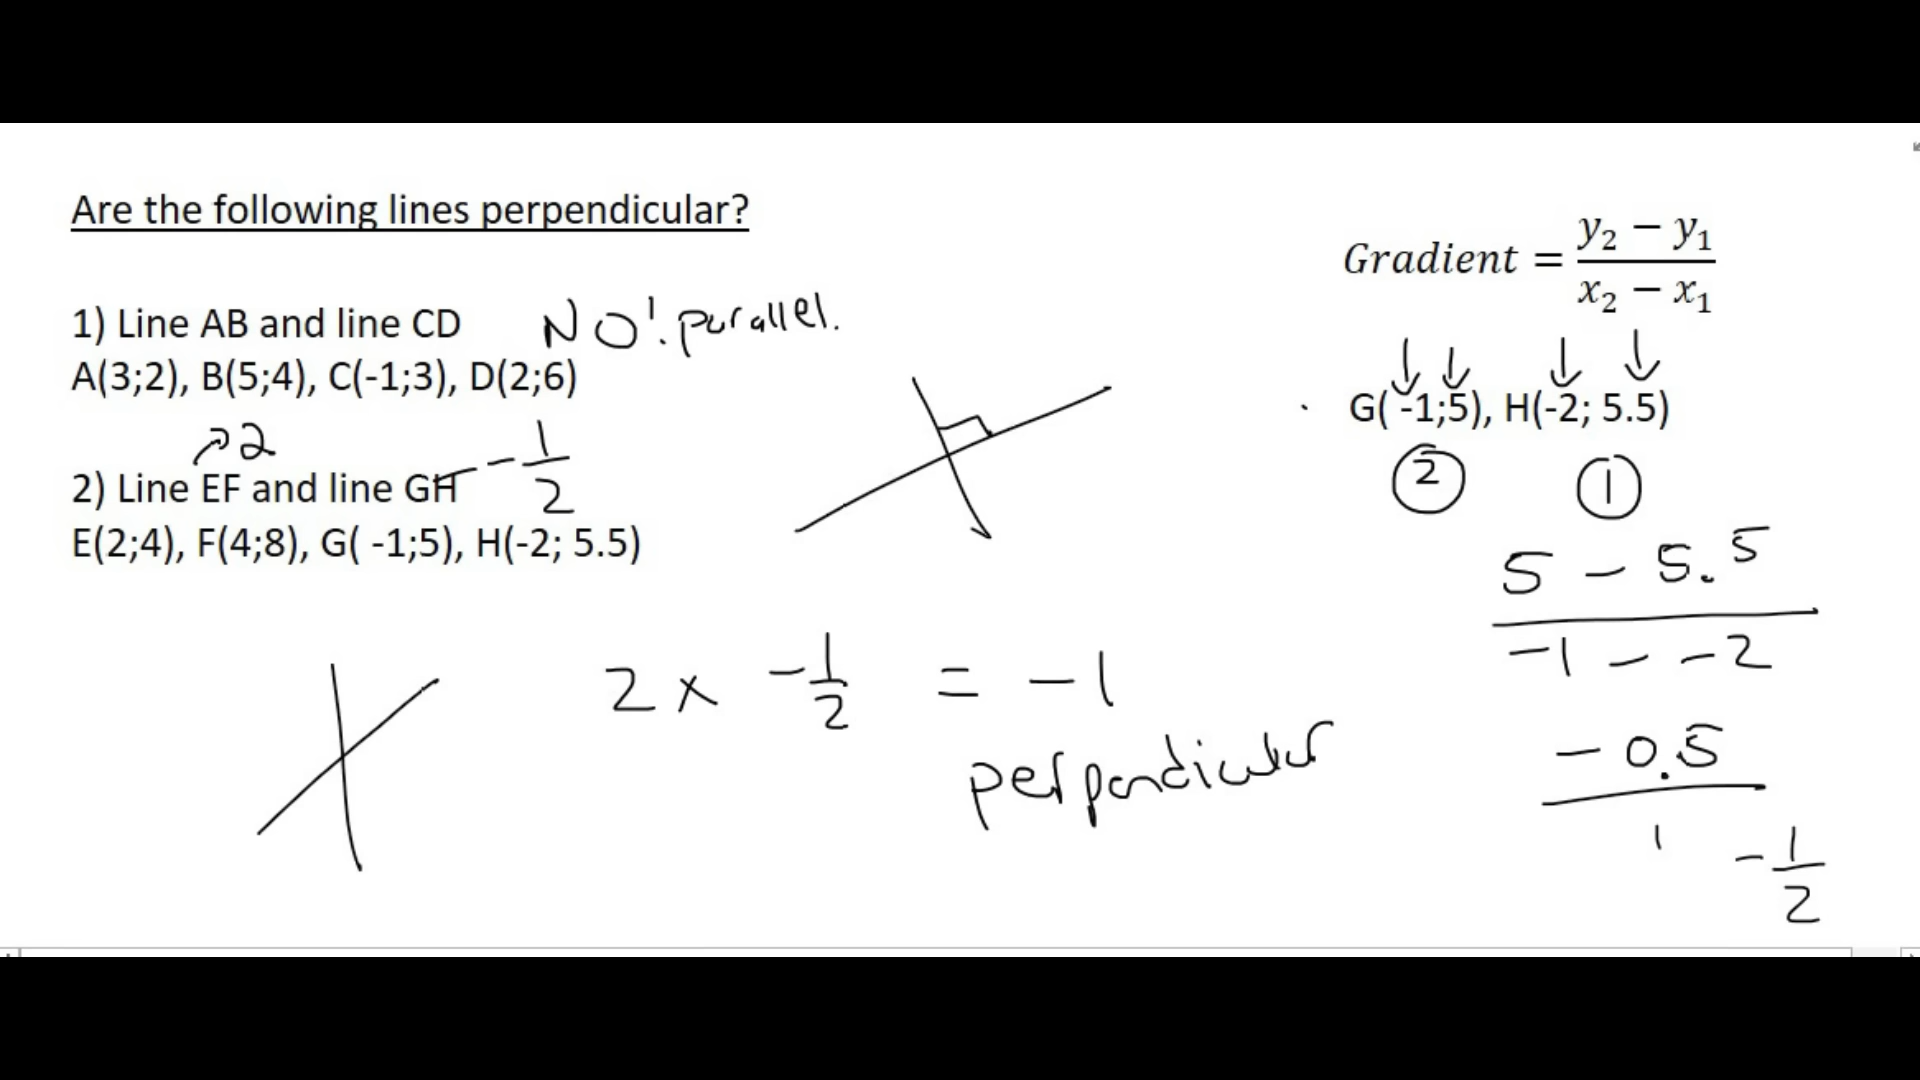 Are the following lines perpendicular?
1) Line AB and line CD NO! parallel.
A(3;2), B(5;4), C(-1;3), D(2;6)
2
2) Line EF and line GH - 1/2
E(2;4), F(4;8), G( -1;5), H(-2; 5.5)
2 x - 1/2 = - 1
perpendicular
Gradient = y₂ − y₁ / x₂ − x₁
G( -1;5), H(-2; 5.5)
2 1
5 - 5.5
-1 - -2
- 0.5
1 - 1/2